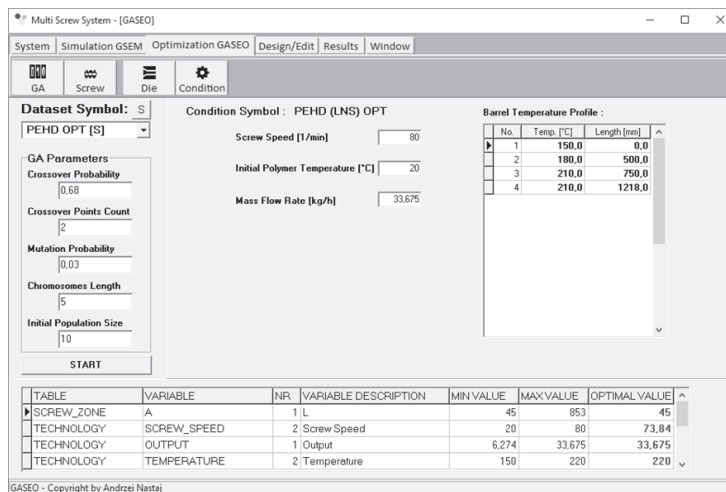 Multi Screw System - [GASEO]
System Simulation GSEM Optimization GASEO Design/Edit Results Window
GA Screw Die Condition
Dataset Symbol: S
PEHD OPT [S]
GA Parameters
Crossover Probability
0,68
Crossover Points Count
2
Mutation Probability
0,03
Chromosomes Length
5
Initial Population Size
10
START
Condition Symbol : PEHD (LNS) OPT
Screw Speed [1/min] 80
Initial Polymer Temperature [°C] 20
Mass Flow Rate [kg/h] 33,675
Barrel Temperature Profile :
No. Temp. [°C] Length [mm]
1 150,0 0,0
2 180,0 500,0
3 210,0 750,0
4 210,0 1218,0
TABLE VARIABLE NR VARIABLE DESCRIPTION MIN VALUE MAX VALUE OPTIMAL VALUE
SCREW_ZONE A 1 L 45 853 45
TECHNOLOGY SCREW_SPEED 2 Screw Speed 20 80 73,84
TECHNOLOGY OUTPUT 1 Output 6,274 33,675 33,675
TECHNOLOGY TEMPERATURE 2 Temperature 150 220 220
GASEO - Copyright by Andrzej Nastaj